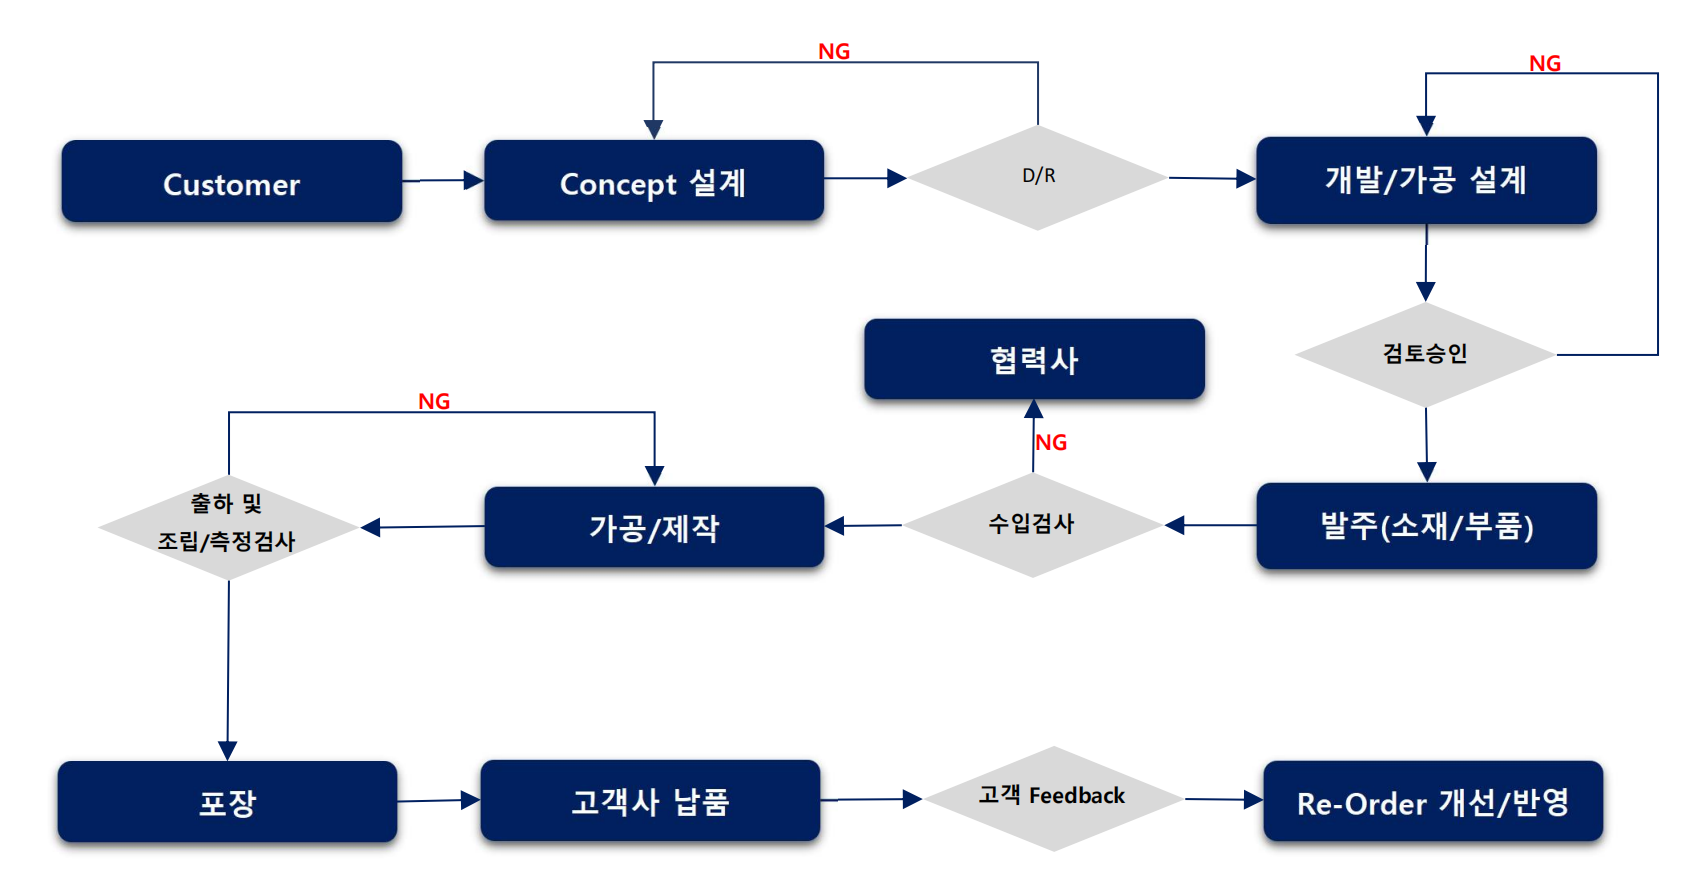 NG
NG
Customer
Concept 설계
D/R
개발/가공 설계
협력사
검토승인
NG
NG
출하 및
조립/측정검사
가공/제작
수입검사
발주(소재/부품)
포장
고객사 납품
고객 Feedback
Re-Order 개선/반영